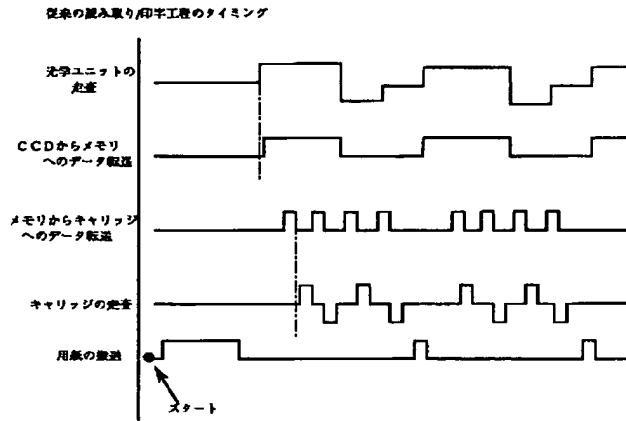 従来の読み取り/印字工程のタイミング
光学ユニットの
走査
CCDからメモリ
へのデータ転送
メモリからキャリッジ
へのデータ転送
キャリッジの走査
用紙の搬送
スタート